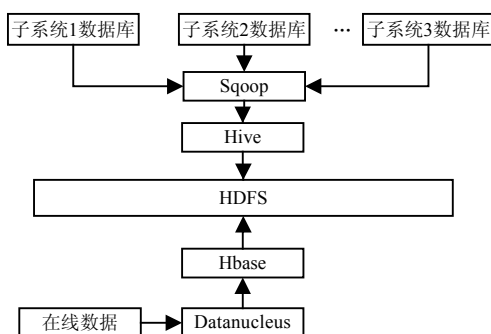 子系统1数据库 子系统2数据库 ··· 子系统3数据库
Sqoop
Hive
HDFS
Hbase
在线数据 Datanucleus